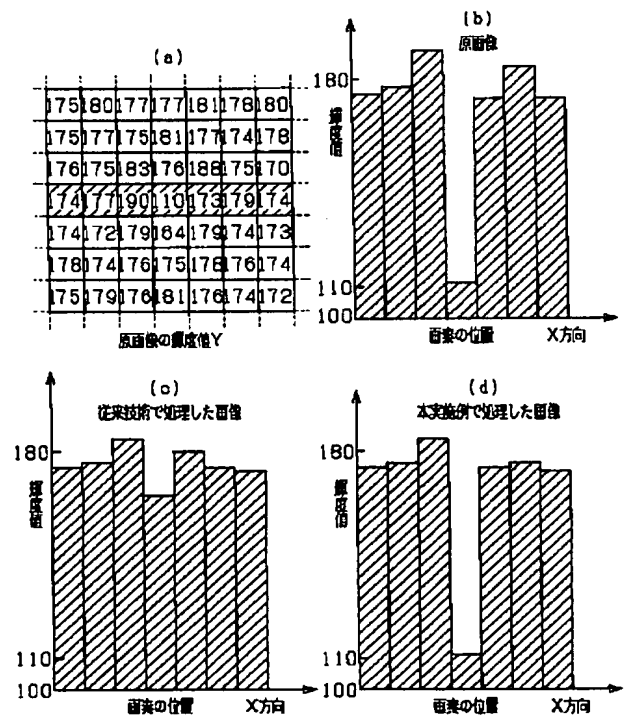 (a)
175 180 177 177 181 178 180
175 177 175 181 177 174 178
176 175 183 176 188 175 170
174 177 190 110 173 179 174
174 172 179 164 179 174 173
178 174 176 175 178 176 174
175 179 176 181 176 174 172
原画像の輝度値Y
(b)
原画像
180
輝度値
110
100
画素の位置 X方向
(c)
従来技術で処理した画像
180
輝度値
110
100
画素の位置 X方向
(d)
本実施例で処理した画像
180
輝度値
110
100
画素の位置 X方向